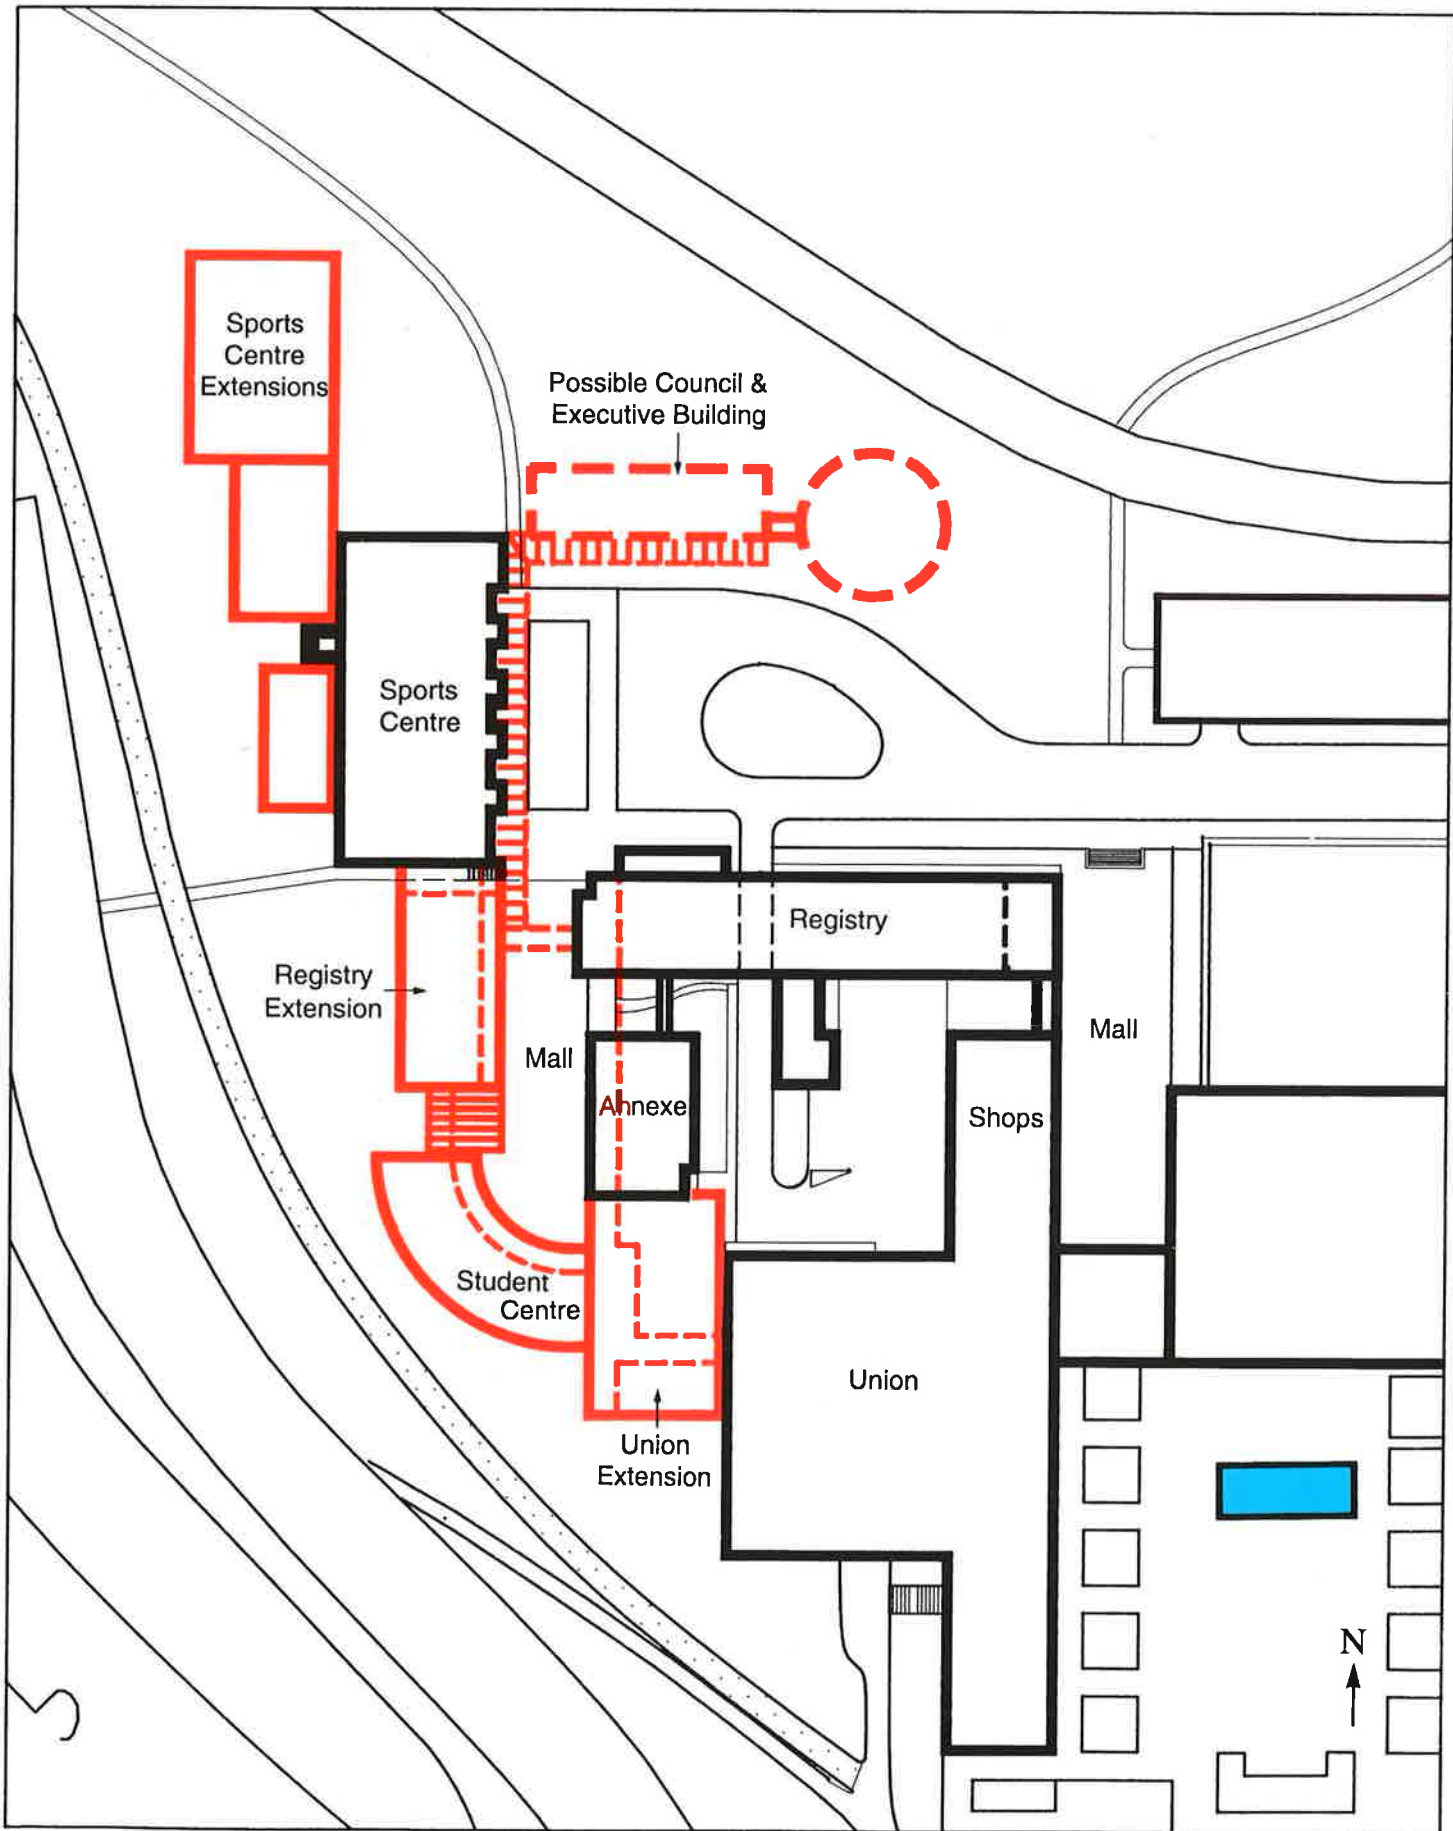 Sports
Centre
Extensions
Possible Council &
Executive Building
Sports
Centre
Registry
Registry
Extension
Mall
Mall
Annexe
Shops
Student
Centre
Union
Union
Extension
N